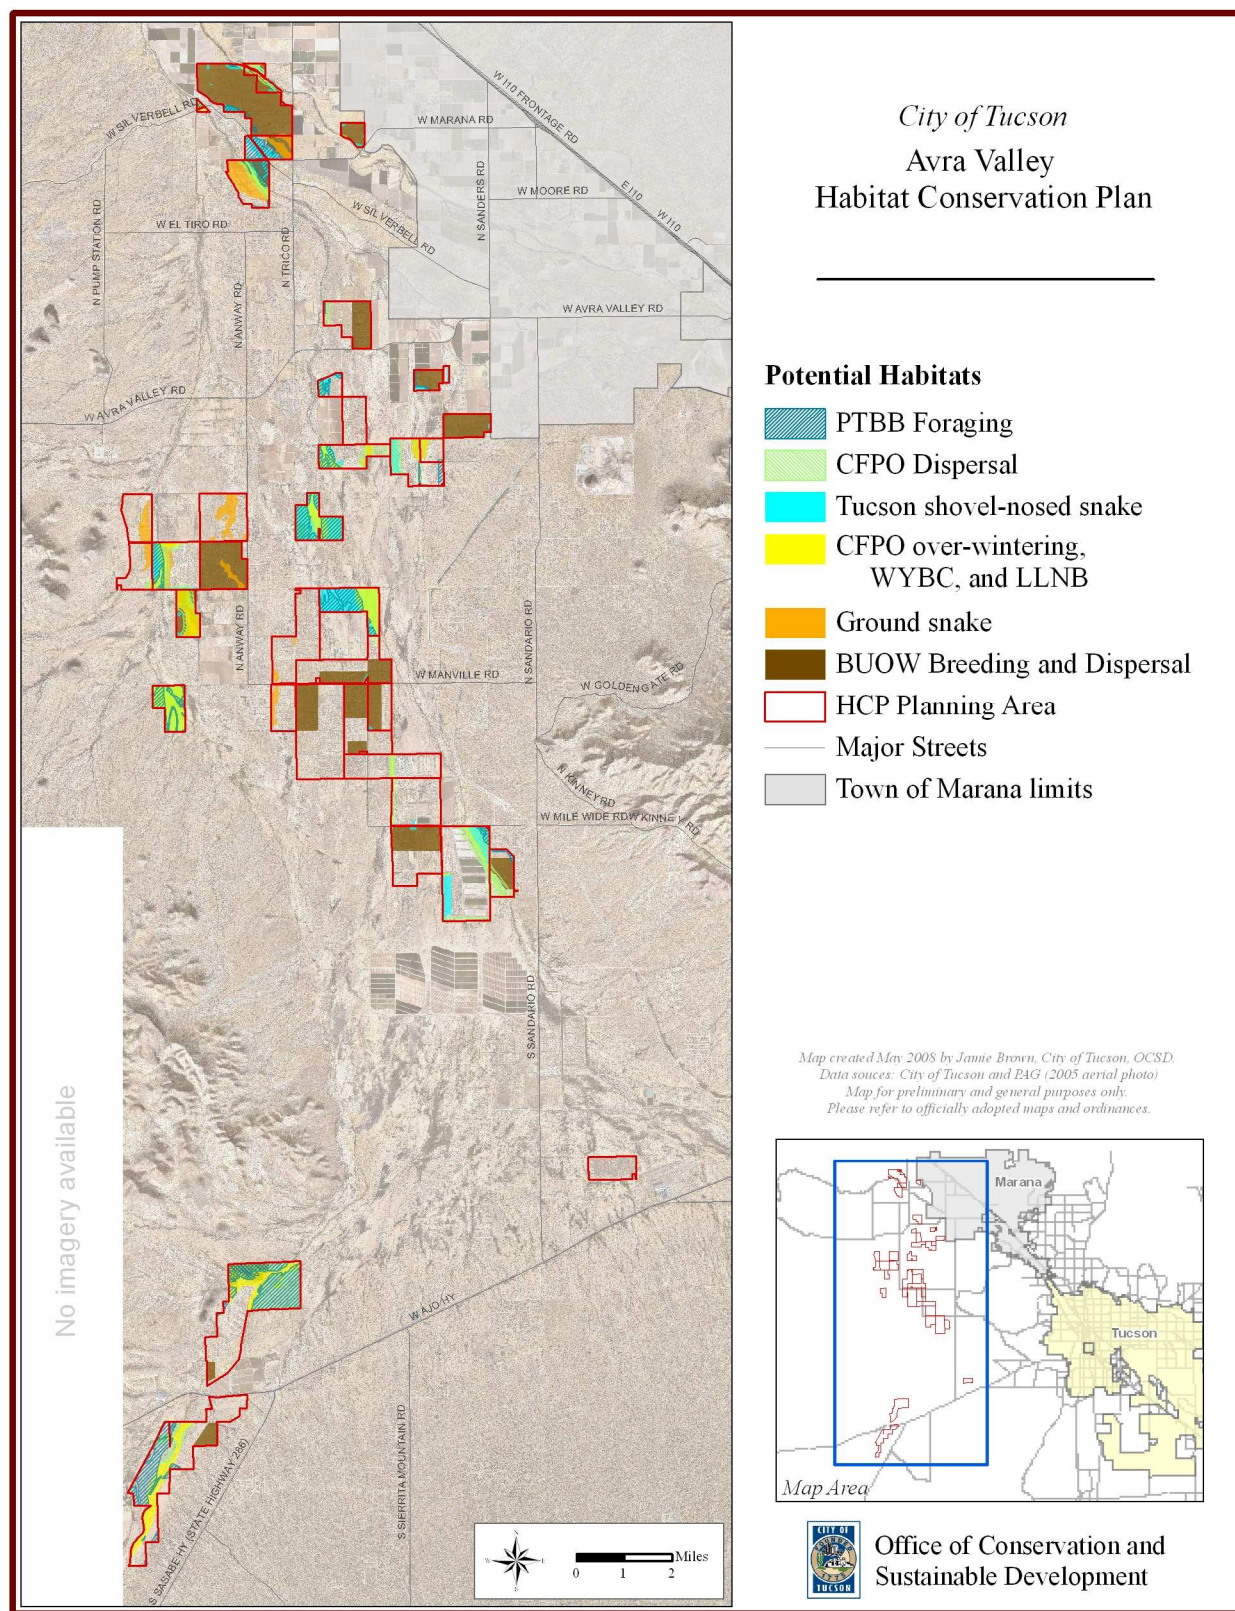 City of Tucson
Avra Valley
Habitat Conservation Plan
Potential Habitats
PTBB Foraging
CFPO Dispersal
Tucson shovel-nosed snake
CFPO over-wintering,
WYBC, and LLNB
Ground snake
BUOW Breeding and Dispersal
HCP Planning Area
Major Streets
Town of Marana limits
Map created May 2008 by Jamie Brown, City of Tucson, OCSD.
Data souces: City of Tucson and PAG (2005 aerial photo)
Map for preliminary and general purposes only.
Please refer to officially adopted maps and ordinances.
Marana
Tucson
Map Area
CITY OF
TUCSON
Office of Conservation and
Sustainable Development
W I10 FRONTAGE RD
W SILVERBELL RD
W MARANA RD
E I10
W I10
W MOORE RD
N SANDERS RD
W SILVERBELL RD
W EL TIRO RD
N PUMP STATION RD
N TRICO RD
N ANWAY RD
W AVRA VALLEY RD
W AVRA VALLEY RD
N ANWAY RD
N SANDARIO RD
W MANVILLE RD
W GOLDEN GATE RD
N KINNEY RD
W MILE WIDE RD
W KINNEY RD
S SANDARIO RD
No imagery available
W AJO HY
S SASABE HY (STATE HIGHWAY 286)
S SIERRITA MOUNTAIN RD
N
W
E
S
Miles
0 1 2